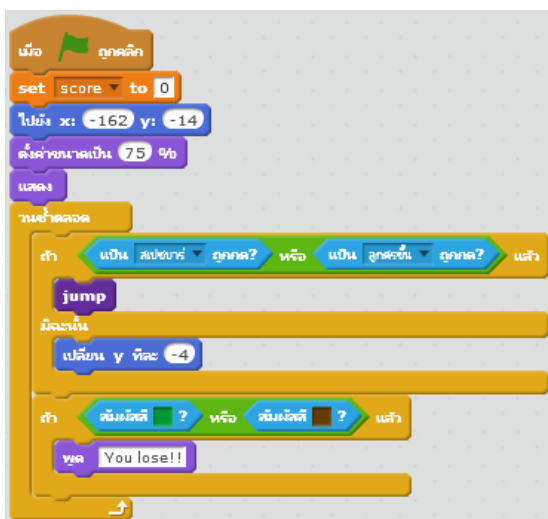 เมื่อ ถูกคลิก
set score to 0
ไปยัง x: -162 y: -14
ตั้งค่าขนาดเป็น 75 %
แสดง
วนซ้ำตลอด
ถ้า แป้น สเปซบาร์ ถูกกด? หรือ แป้น ลูกศรขึ้น ถูกกด? แล้ว
jump
มิฉะนั้น
เปลี่ยน y ทีละ -4
ถ้า สัมผัสสี ? หรือ สัมผัสสี ? แล้ว
พูด You lose!!